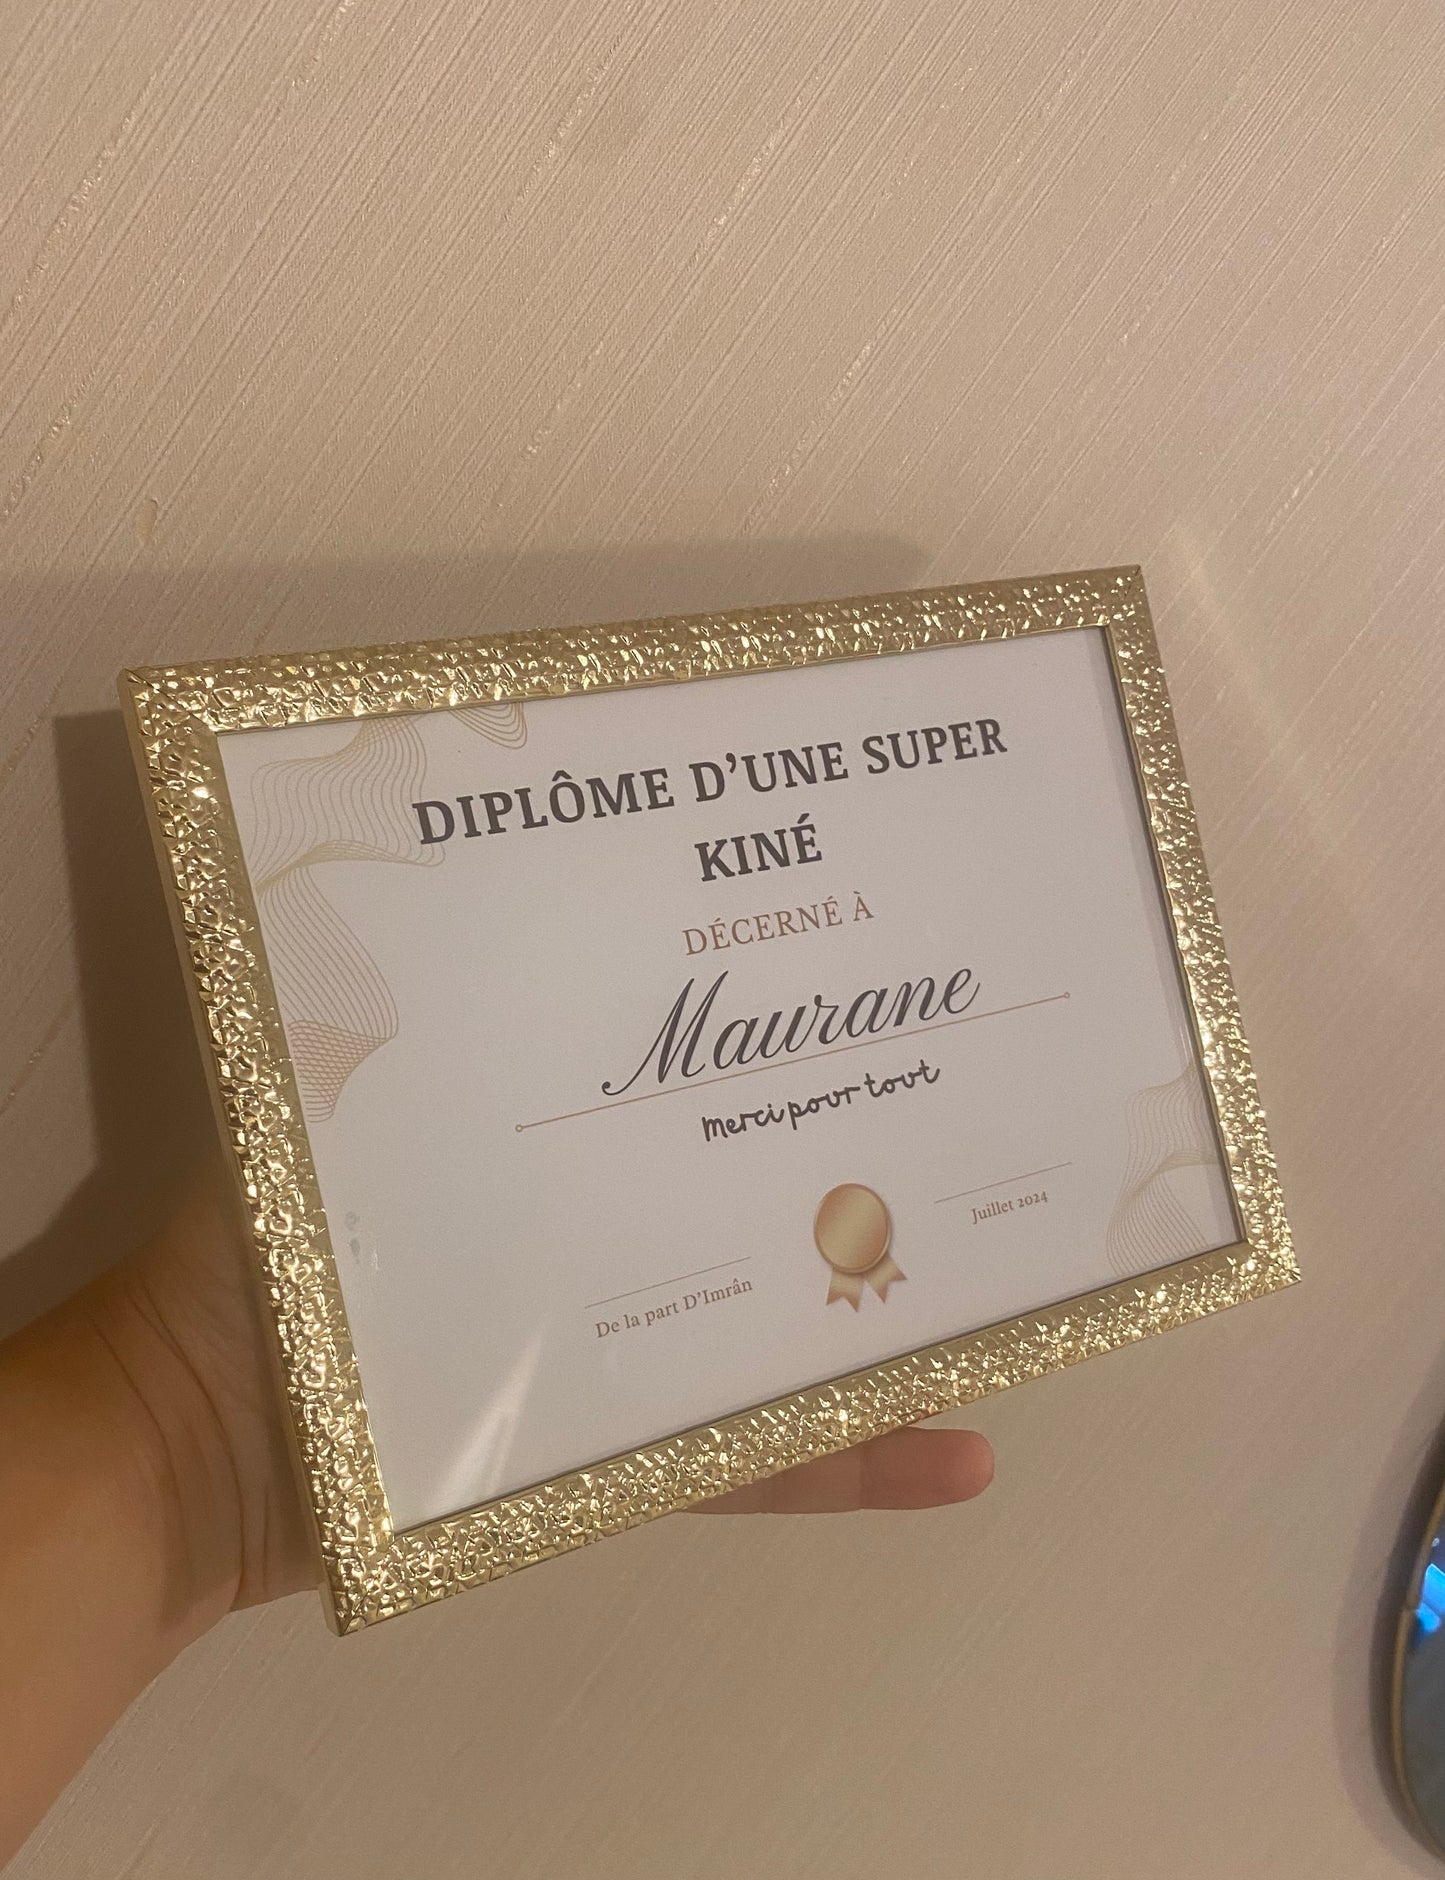 DIPLÔME D'UNE SUPER
KINÉ
DÉCERNÉ À
Maurane
merci pour tout
De la part D'Imrân
Juillet 2024